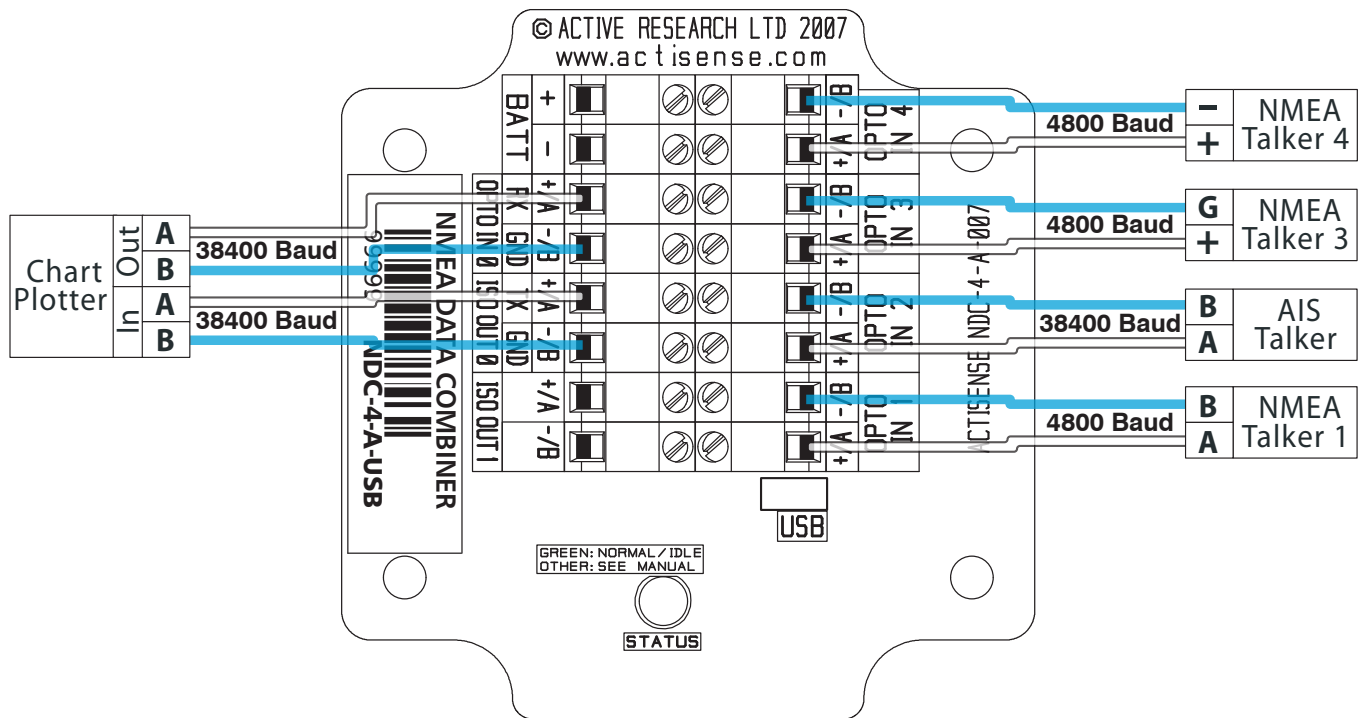 © ACTIVE RESEARCH LTD 2007
www.actisense.com
BATT
+
-
OPTO IN 0
RX
GND
+/A
-/B
ISO OUT 0
TX
GND
+/A
-/B
ISO OUT 1
+/A
-/B
-/B
+/A
OPTO
IN 4
-/B
+/A
OPTO
IN 3
-/B
+/A
OPTO
IN 2
-/B
+/A
OPTO
IN 1
ACTISENSE NDC-4-A-007
NMEA DATA COMBINER
99999
NDC-4-A-USB
Chart
Plotter
Out
A
B
In
A
B
38400 Baud
38400 Baud
4800 Baud
–
+
NMEA
Talker 4
4800 Baud
G
+
NMEA
Talker 3
38400 Baud
B
A
AIS
Talker
4800 Baud
B
A
NMEA
Talker 1
USB
GREEN: NORMAL/IDLE
OTHER: SEE MANUAL
STATUS